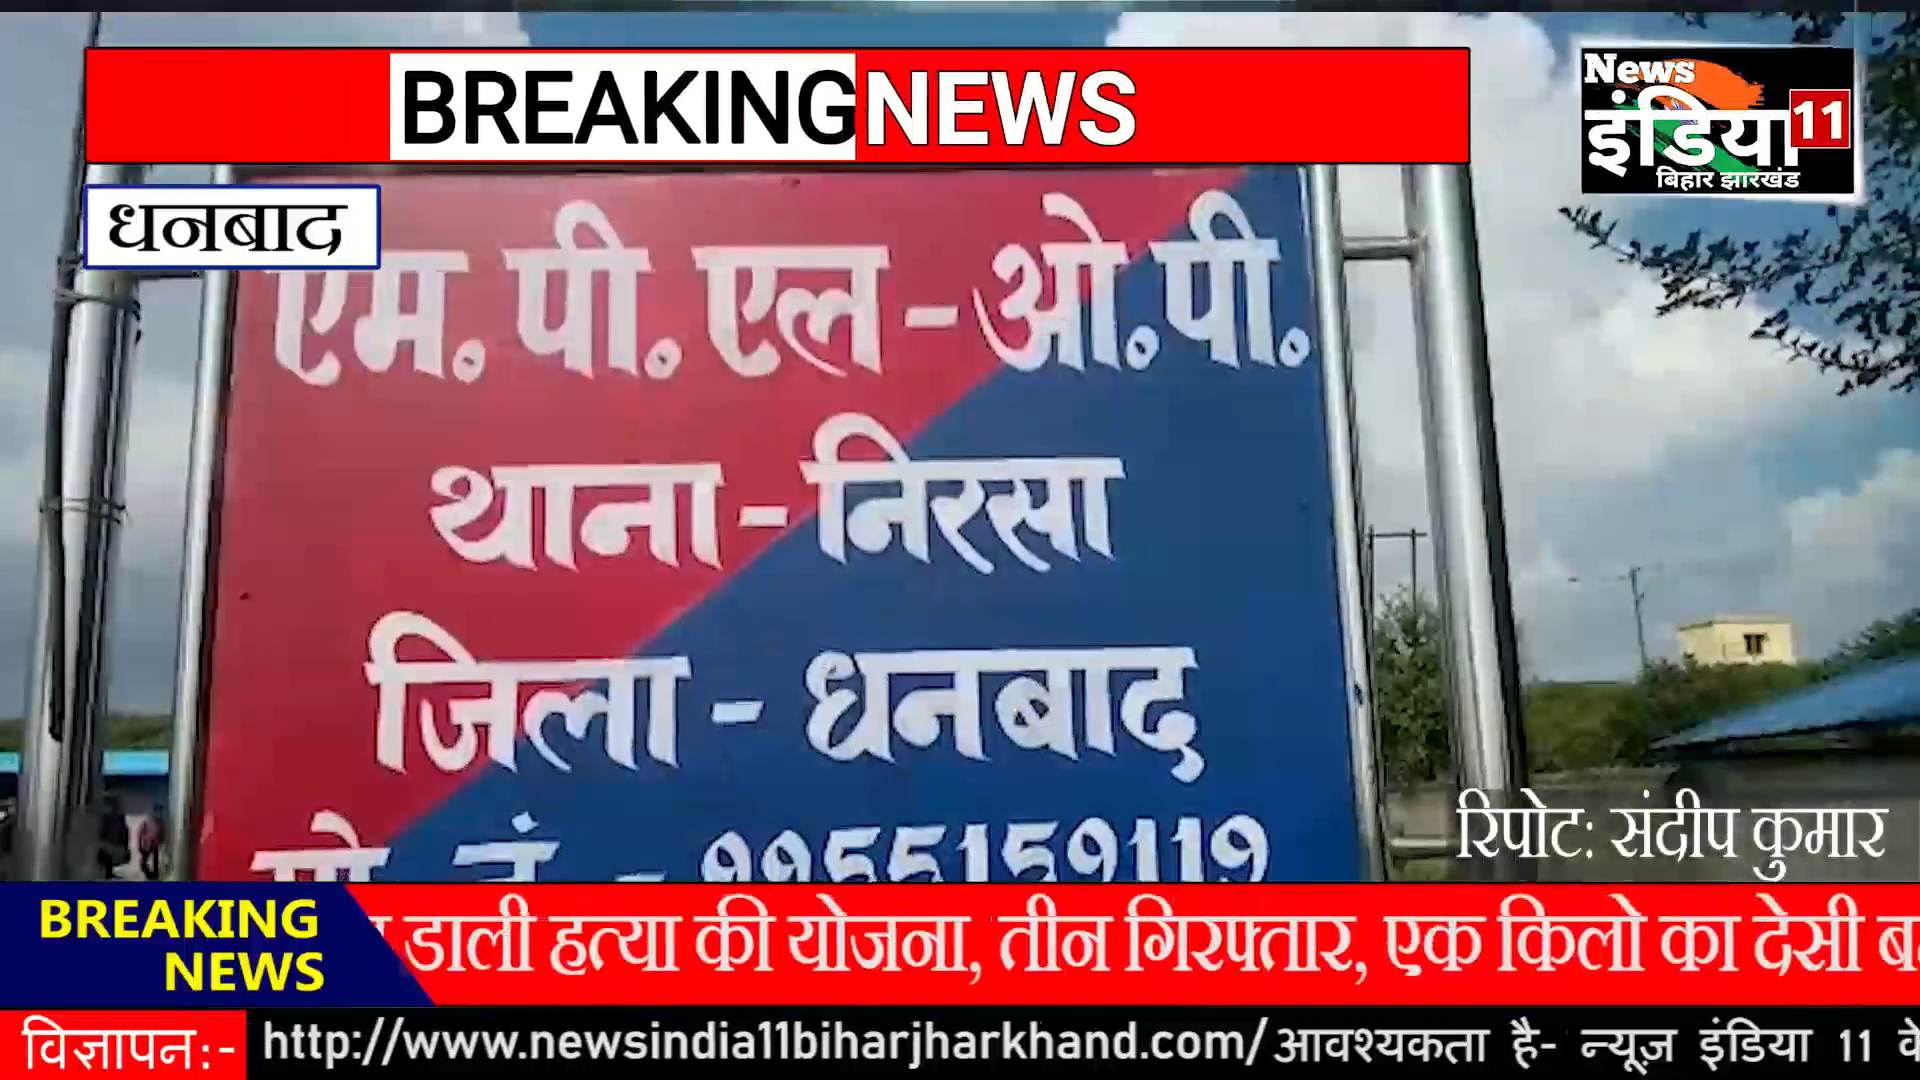 BREAKING NEWS
News
इंडिया 11
बिहार झारखंड
धनबाद
एम. पी. एल - ओ. पी.
थाना - निरसा
जिला - धनबाद
मो. नं. - 9955159119
रिपोट: संदीप कुमार
BREAKING
NEWS
डाली हत्या की योजना, तीन गिरफ्तार, एक किलो का देसी
विज्ञापन:-
http://www.newsindia11biharjharkhand.com/ आवश्यकता है- न्यूज़ इंडिया 11 के